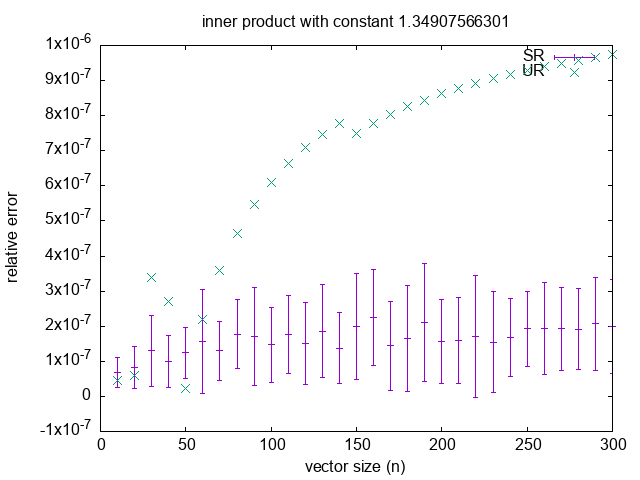 inner product with constant 1.34907566301
1x10-6
9x10-7
8x10-7
7x10-7
6x10-7
5x10-7
4x10-7
3x10-7
2x10-7
1x10-7
0
-1x10-7
relative error
SR
UR
0 50 100 150 200 250 300
vector size (n)